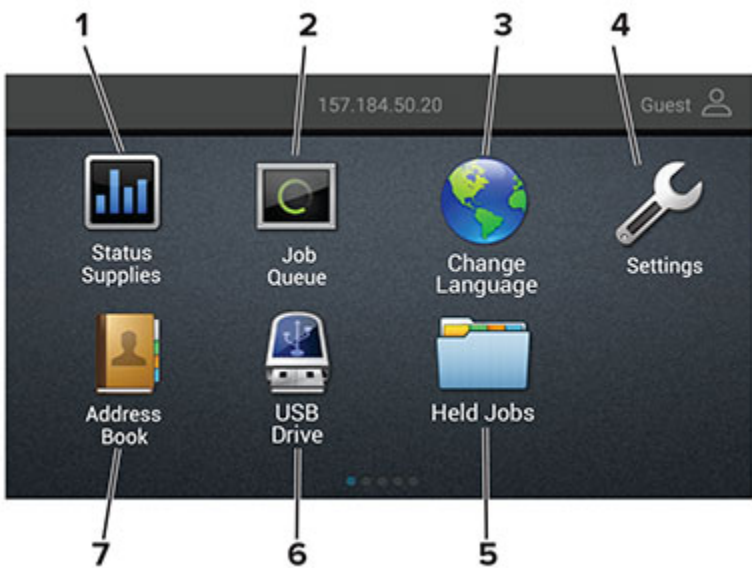 1 2 3 4
157.184.50.20 Guest
Status
Supplies
Job
Queue
Change
Language
Settings
Address
Book
USB
Drive
Held Jobs
7 6 5